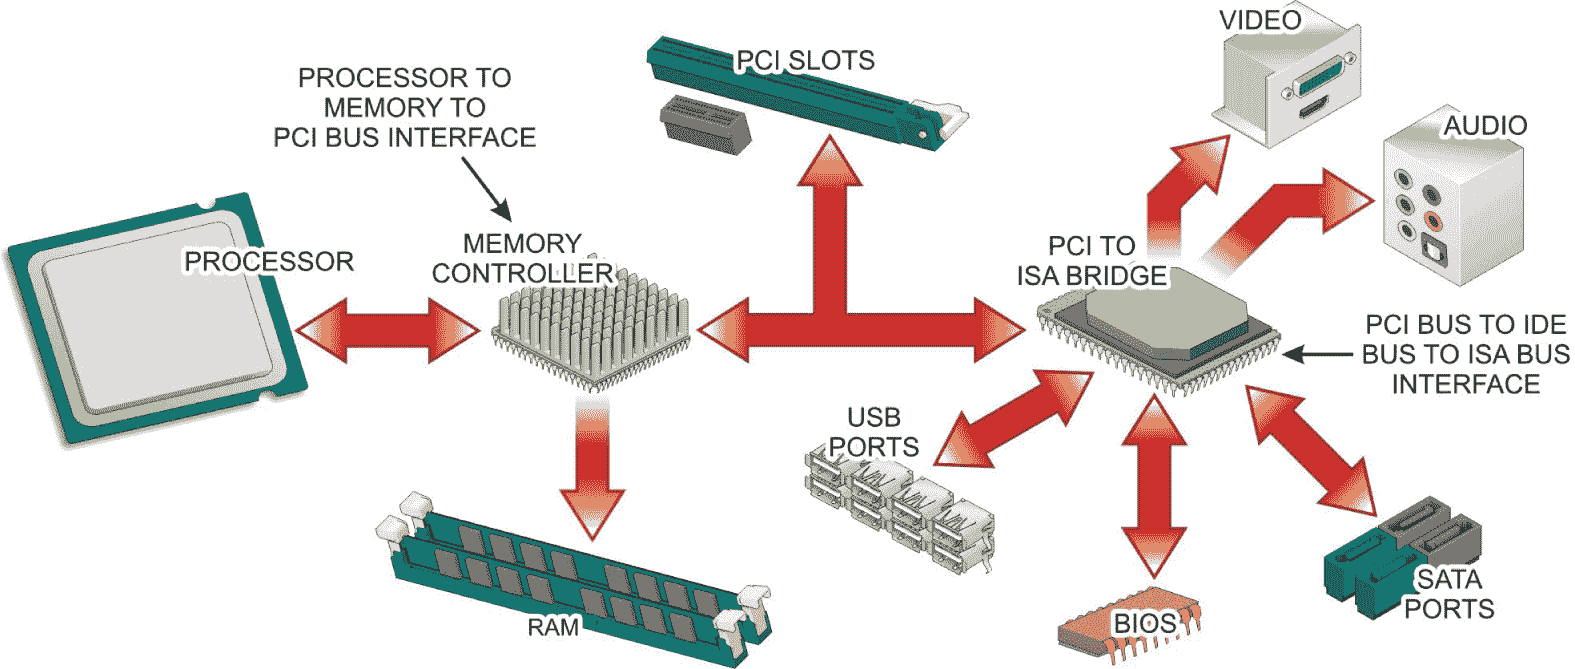 VIDEO
PCI SLOTS
PROCESSOR TO
MEMORY TO
PCI BUS INTERFACE
AUDIO
MEMORY
CONTROLLER
PROCESSOR
PCI TO
ISA BRIDGE
PCI BUS TO IDE
BUS TO ISA BUS
INTERFACE
USB
PORTS
SATA
PORTS
RAM
BIOS